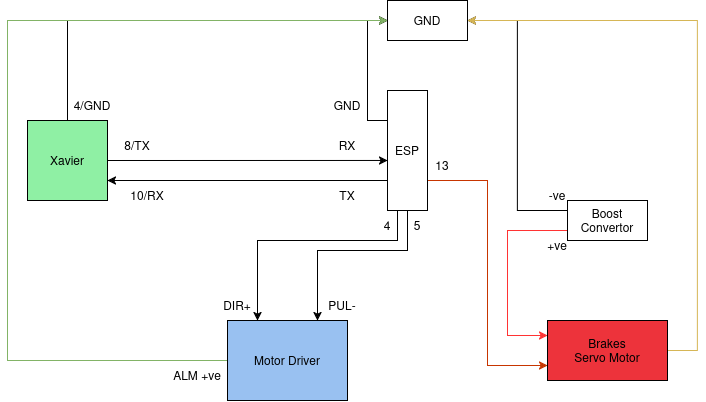 GND
4/GND
GND
8/TX
RX
ESP
Xavier
13
10/RX
TX
-ve
Boost
Convertor
4
5
+ve
DIR+
PUL-
Brakes
Servo Motor
Motor Driver
ALM +ve